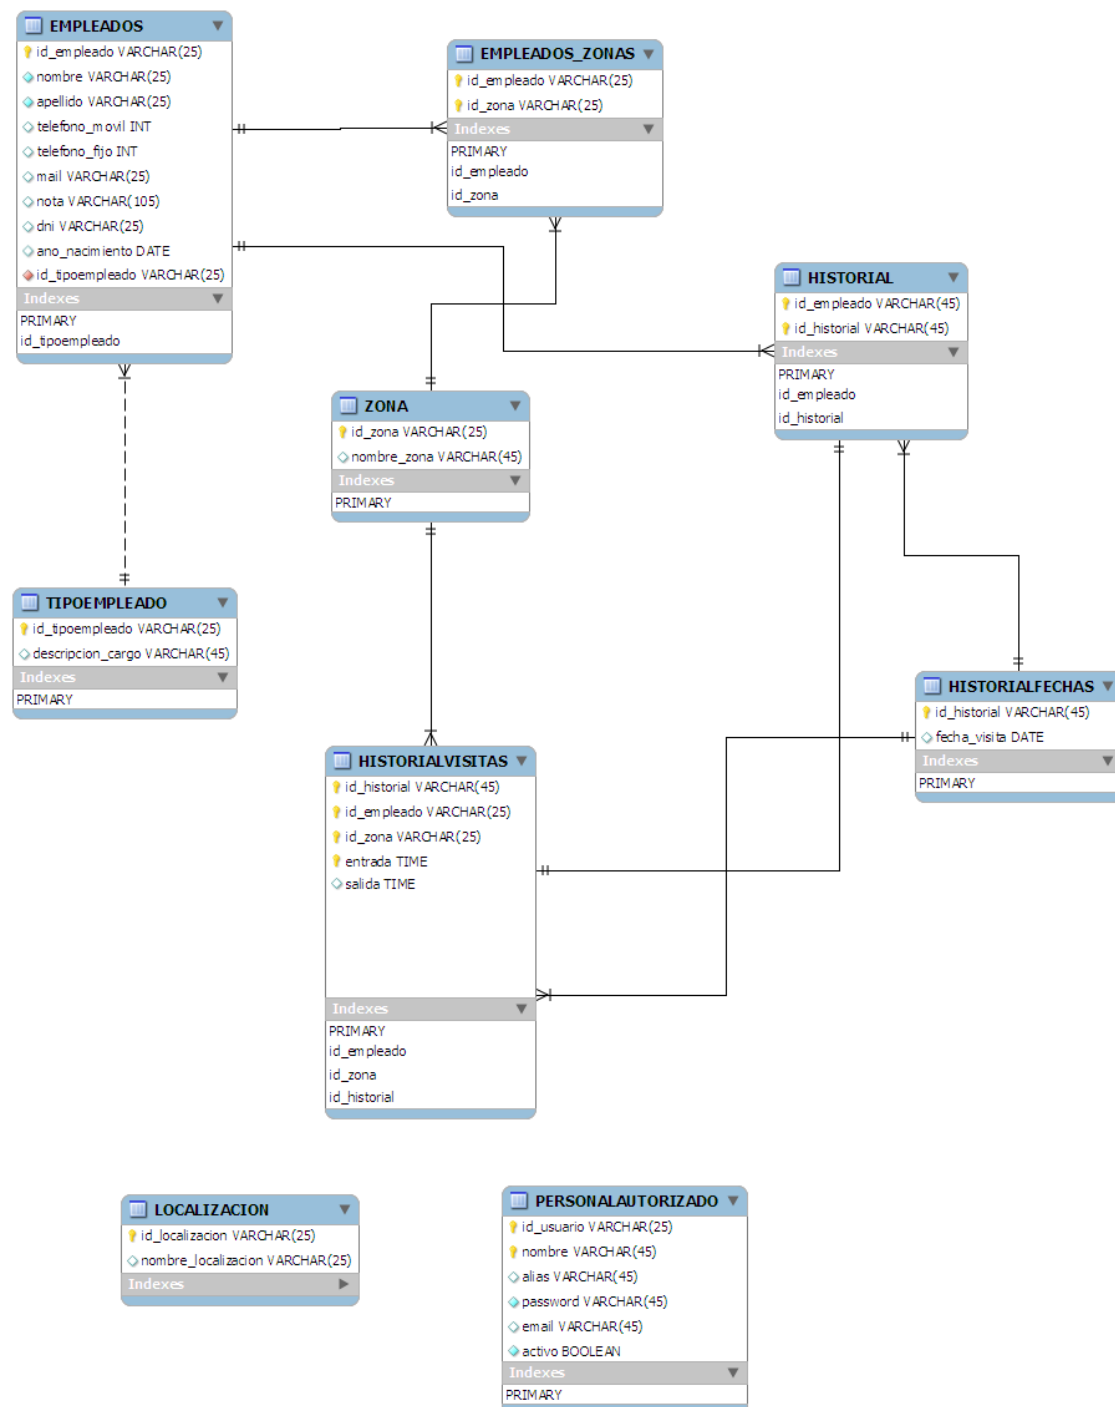 EMPLEADOS
id_empleado VARCHAR(25)
nombre VARCHAR(25)
apellido VARCHAR(25)
telefono_movil INT
telefono_fijo INT
mail VARCHAR(25)
nota VARCHAR(105)
dni VARCHAR(25)
ano_nacimiento DATE
id_tipoempleado VARCHAR(25)
Indexes
PRIMARY
id_tipoempleado
EMPLEADOS_ZONAS
id_empleado VARCHAR(25)
id_zona VARCHAR(25)
Indexes
PRIMARY
id_empleado
id_zona
HISTORIAL
id_empleado VARCHAR(45)
id_historial VARCHAR(45)
Indexes
PRIMARY
id_empleado
id_historial
ZONA
id_zona VARCHAR(25)
nombre_zona VARCHAR(45)
Indexes
PRIMARY
TIPOEMPLEADO
id_tipoempleado VARCHAR(25)
descripcion_cargo VARCHAR(45)
Indexes
PRIMARY
HISTORIALFECHAS
id_historial VARCHAR(45)
fecha_visita DATE
Indexes
PRIMARY
HISTORIALVISITAS
id_historial VARCHAR(45)
id_empleado VARCHAR(25)
id_zona VARCHAR(25)
entrada TIME
salida TIME
Indexes
PRIMARY
id_empleado
id_zona
id_historial
LOCALIZACION
id_localizacion VARCHAR(25)
nombre_localizacion VARCHAR(25)
Indexes
PERSONALAUTORIZADO
id_usuario VARCHAR(25)
nombre VARCHAR(45)
alias VARCHAR(45)
password VARCHAR(45)
email VARCHAR(45)
activo BOOLEAN
Indexes
PRIMARY